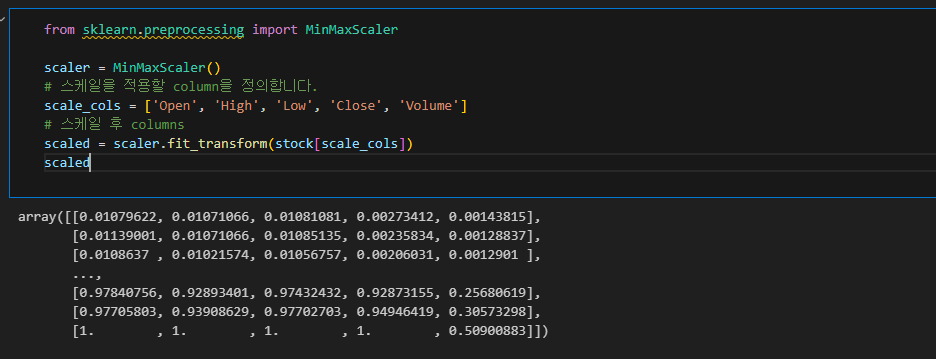 from sklearn.preprocessing import MinMaxScaler
scaler = MinMaxScaler()
# 스케일을 적용할 column을 정의합니다.
scale_cols = ['Open', 'High', 'Low', 'Close', 'Volume']
# 스케일 후 columns
scaled = scaler.fit_transform(stock[scale_cols])
scaled
array([[0.01079622, 0.01071066, 0.01081081, 0.00273412, 0.00143815],
[0.01139001, 0.01071066, 0.01085135, 0.00235834, 0.00128837],
[0.0108637 , 0.01021574, 0.01056757, 0.00206031, 0.0012901 ],
...,
[0.97840756, 0.92893401, 0.97432432, 0.92873155, 0.25680619],
[0.97705803, 0.93908629, 0.97702703, 0.94946419, 0.30573298],
[1. , 1. , 1. , 1. , 0.50900883]])